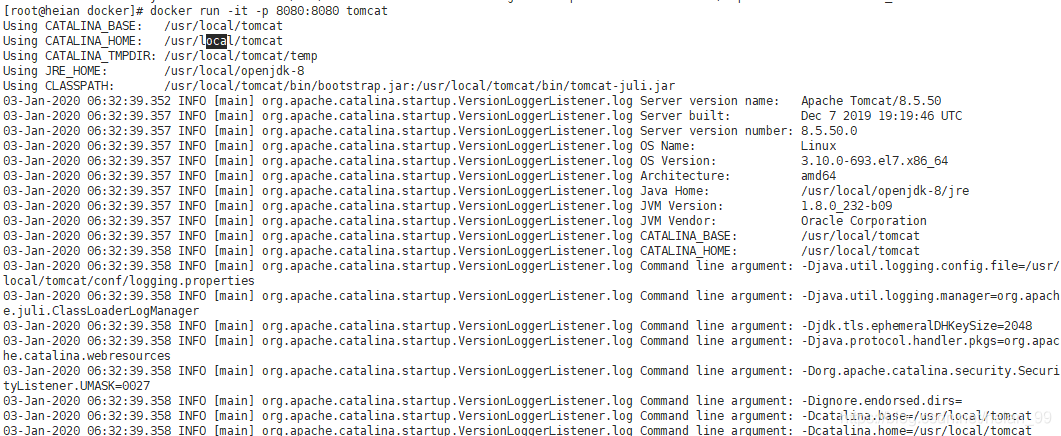 [root@heian docker]# docker run -it -p 8080:8080 tomcat
Using CATALINA_BASE:   /usr/local/tomcat
Using CATALINA_HOME:   /usr/local/tomcat
Using CATALINA_TMPDIR: /usr/local/tomcat/temp
Using JRE_HOME:        /usr/local/openjdk-8
Using CLASSPATH:       /usr/local/tomcat/bin/bootstrap.jar:/usr/local/tomcat/bin/tomcat-juli.jar
03-Jan-2020 06:32:39.352 INFO [main] org.apache.catalina.startup.VersionLoggerListener.log Server version name:   Apache Tomcat/8.5.50
03-Jan-2020 06:32:39.357 INFO [main] org.apache.catalina.startup.VersionLoggerListener.log Server built:          Dec 7 2019 19:19:46 UTC
03-Jan-2020 06:32:39.357 INFO [main] org.apache.catalina.startup.VersionLoggerListener.log Server version number: 8.5.50.0
03-Jan-2020 06:32:39.357 INFO [main] org.apache.catalina.startup.VersionLoggerListener.log OS Name:               Linux
03-Jan-2020 06:32:39.357 INFO [main] org.apache.catalina.startup.VersionLoggerListener.log OS Version:            3.10.0-693.el7.x86_64
03-Jan-2020 06:32:39.357 INFO [main] org.apache.catalina.startup.VersionLoggerListener.log Architecture:          amd64
03-Jan-2020 06:32:39.357 INFO [main] org.apache.catalina.startup.VersionLoggerListener.log Java Home:             /usr/local/openjdk-8/jre
03-Jan-2020 06:32:39.357 INFO [main] org.apache.catalina.startup.VersionLoggerListener.log JVM Version:           1.8.0_232-b09
03-Jan-2020 06:32:39.357 INFO [main] org.apache.catalina.startup.VersionLoggerListener.log JVM Vendor:            Oracle Corporation
03-Jan-2020 06:32:39.357 INFO [main] org.apache.catalina.startup.VersionLoggerListener.log CATALINA_BASE:         /usr/local/tomcat
03-Jan-2020 06:32:39.358 INFO [main] org.apache.catalina.startup.VersionLoggerListener.log CATALINA_HOME:         /usr/local/tomcat
03-Jan-2020 06:32:39.358 INFO [main] org.apache.catalina.startup.VersionLoggerListener.log Command line argument: -Djava.util.logging.config.file=/usr/
local/tomcat/conf/logging.properties
03-Jan-2020 06:32:39.358 INFO [main] org.apache.catalina.startup.VersionLoggerListener.log Command line argument: -Djava.util.logging.manager=org.apach
e.juli.ClassLoaderLogManager
03-Jan-2020 06:32:39.358 INFO [main] org.apache.catalina.startup.VersionLoggerListener.log Command line argument: -Djdk.tls.ephemeralDHKeySize=2048
03-Jan-2020 06:32:39.358 INFO [main] org.apache.catalina.startup.VersionLoggerListener.log Command line argument: -Djava.protocol.handler.pkgs=org.apac
he.catalina.webresources
03-Jan-2020 06:32:39.358 INFO [main] org.apache.catalina.startup.VersionLoggerListener.log Command line argument: -Dorg.apache.catalina.security.Securi
tyListener.UMASK=0027
03-Jan-2020 06:32:39.358 INFO [main] org.apache.catalina.startup.VersionLoggerListener.log Command line argument: -Dignore.endorsed.dirs=
03-Jan-2020 06:32:39.358 INFO [main] org.apache.catalina.startup.VersionLoggerListener.log Command line argument: -Dcatalina.base=/usr/local/tomcat
03-Jan-2020 06:32:39.358 INFO [main] org.apache.catalina.startup.VersionLoggerListener.log Command line argument: -Dcatalina.home=/usr/local/tomcat